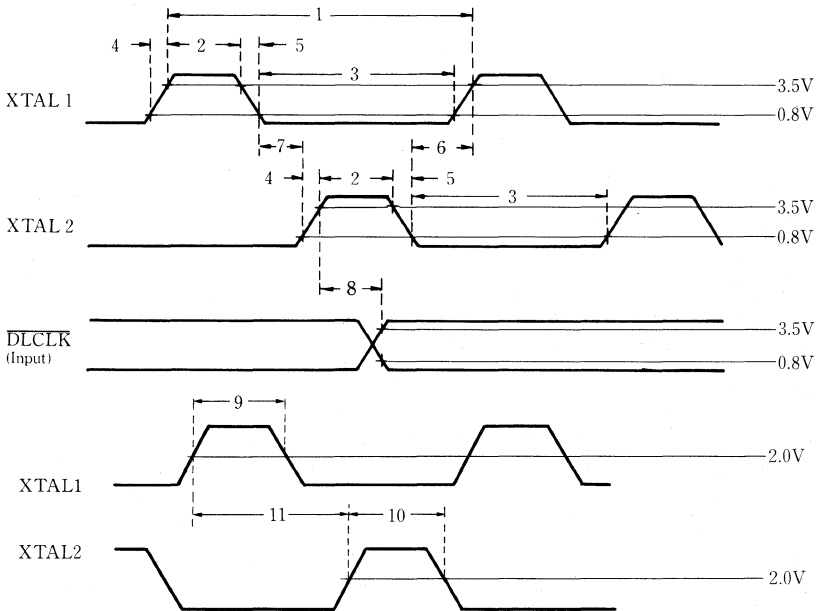 1
4 2 5
3
XTAL 1
3.5V
0.8V
7 6
4 2 5
3
XTAL 2
3.5V
0.8V
8
DLCLK
(Input)
3.5V
0.8V
9
2.0V
XTAL1
11 10
XTAL2
2.0V